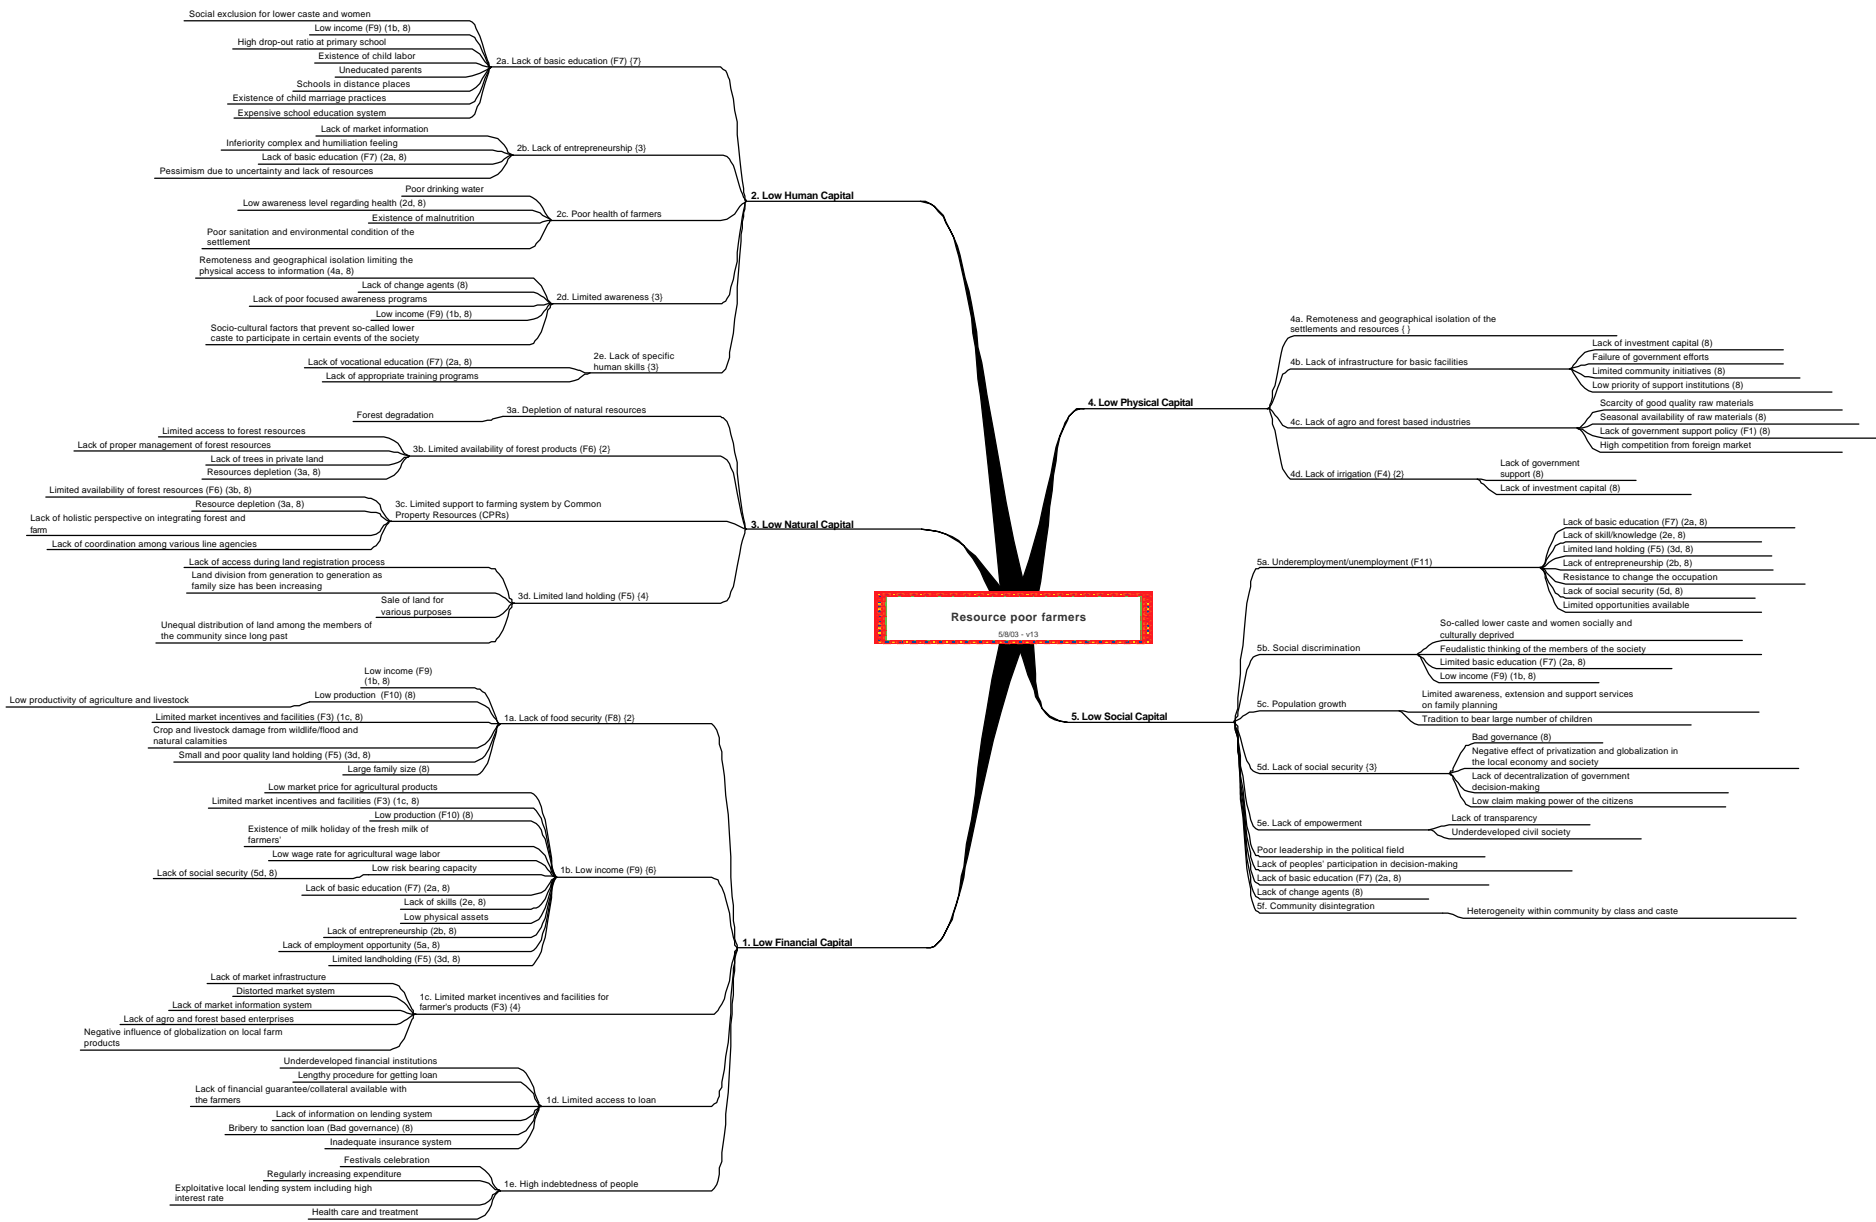 Resource poor farmers
5/8/03 - v13
1. Low Financial Capital
1a. Lack of food security (F8) {2}
Low income (F9)
(1b, 8)
Low production  (F10) (8)
Low productivity of agriculture and livestock
Limited market incentives and facilities (F3) (1c, 8)
Crop and livestock damage from wildlife/flood and
natural calamities
Small and poor quality land holding (F5) (3d, 8)
Large family size (8)
1b. Low income (F9) {6}
Low market price for agricultural products
Limited market incentives and facilities (F3) (1c, 8)
Low production (F10) (8)
Existence of milk holiday of the fresh milk of
farmers'
Low wage rate for agricultural wage labor
Low risk bearing capacity
Lack of social security (5d, 8)
Lack of basic education (F7) (2a, 8)
Lack of skills (2e, 8)
Low physical assets
Lack of entrepreneurship (2b, 8)
Lack of employment opportunity (5a, 8)
Limited landholding (F5) (3d, 8)
1c. Limited market incentives and facilities for
farmer's products (F3) {4}
Lack of market infrastructure
Distorted market system
Lack of market information system
Lack of agro and forest based enterprises
Negative influence of globalization on local farm
products
1d. Limited access to loan
Underdeveloped financial institutions
Lengthy procedure for getting loan
Lack of financial guarantee/collateral available with
the farmers
Lack of information on lending system
Bribery to sanction loan (Bad governance) (8)
Inadequate insurance system
1e. High indebtedness of people
Festivals celebration
Regularly increasing expenditure
Exploitative local lending system including high
interest rate
Health care and treatment
2. Low Human Capital
2a. Lack of basic education (F7) {7}
Social exclusion for lower caste and women
Low income (F9) (1b, 8)
High drop-out ratio at primary school
Existence of child labor
Uneducated parents
Schools in distance places
Existence of child marriage practices
Expensive school education system
2b. Lack of entrepreneurship {3}
Lack of market information
Inferiority complex and humiliation feeling
Lack of basic education (F7) (2a, 8)
Pessimism due to uncertainty and lack of resources
2c. Poor health of farmers
Poor drinking water
Low awareness level regarding health (2d, 8)
Existence of malnutrition
Poor sanitation and environmental condition of the
settlement
2d. Limited awareness {3}
Remoteness and geographical isolation limiting the
physical access to information (4a, 8)
Lack of change agents (8)
Lack of poor focused awareness programs
Low income (F9) (1b, 8)
Socio-cultural factors that prevent so-called lower
caste to participate in certain events of the society
2e. Lack of specific
human skills {3}
Lack of vocational education (F7) (2a, 8)
Lack of appropriate training programs
3. Low Natural Capital
3a. Depletion of natural resources
Forest degradation
3b. Limited availability of forest products (F6) {2}
Limited access to forest resources
Lack of proper management of forest resources
Lack of trees in private land
Resources depletion (3a, 8)
3c. Limited support to farming system by Common
Property Resources (CPRs)
Limited availability of forest resources (F6) (3b, 8)
Resource depletion (3a, 8)
Lack of holistic perspective on integrating forest and
farm
Lack of coordination among various line agencies
3d. Limited land holding (F5) {4}
Lack of access during land registration process
Land division from generation to generation as
family size has been increasing
Sale of land for
various purposes
Unequal distribution of land among the members of
the community since long past
4. Low Physical Capital
4a. Remoteness and geographical isolation of the
settlements and resources { }
4b. Lack of infrastructure for basic facilities
Lack of investment capital (8)
Failure of government efforts
Limited community initiatives (8)
Low priority of support institutions (8)
4c. Lack of agro and forest based industries
Scarcity of good quality raw materials
Seasonal availability of raw materials (8)
Lack of government support policy (F1) (8)
High competition from foreign market
4d. Lack of irrigation (F4) {2}
Lack of government
support (8)
Lack of investment capital (8)
5. Low Social Capital
5a. Underemployment/unemployment (F11)
Lack of basic education (F7) (2a, 8)
Lack of skill/knowledge (2e, 8)
Limited land holding (F5) (3d, 8)
Lack of entrepreneurship (2b, 8)
Resistance to change the occupation
Lack of social security (5d, 8)
Limited opportunities available
5b. Social discrimination
So-called lower caste and women socially and
culturally deprived
Feudalistic thinking of the members of the society
Limited basic education (F7) (2a, 8)
Low income (F9) (1b, 8)
5c. Population growth
Limited awareness, extension and support services
on family planning
Tradition to bear large number of children
5d. Lack of social security {3}
Bad governance (8)
Negative effect of privatization and globalization in
the local economy and society
Lack of decentralization of government
decision-making
Low claim making power of the citizens
5e. Lack of empowerment
Lack of transparency
Underdeveloped civil society
Poor leadership in the political field
Lack of peoples' participation in decision-making
Lack of basic education (F7) (2a, 8)
Lack of change agents (8)
5f. Community disintegration
Heterogeneity within community by class and caste